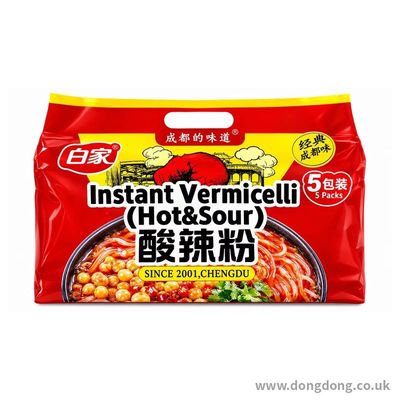 成都的味道®
白家
经典
成都味
Instant Vermicelli
(Hot&Sour)
5包装
5 Packs
酸辣粉
SINCE 2001,CHENGDU
www.dongdong.co.uk